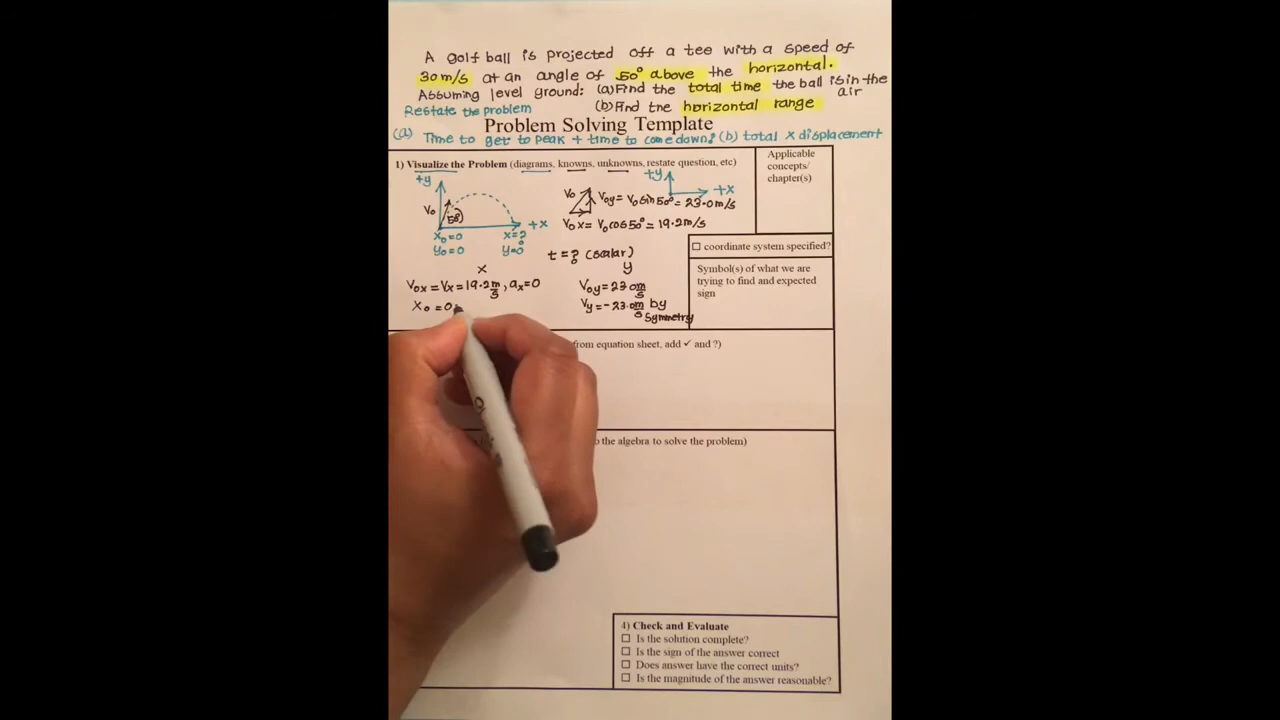 A golf ball is projected off a tee with a speed of
30 m/s at an angle of 50° above the horizontal.
Assuming level ground: (a) Find the total time the ball is in the air
Restate the problem (b) Find the horizontal range
Problem Solving Template
(a) Time to get to peak + time to come down; (b) total x displacement
1) Visualize the Problem (diagrams, knowns, unknowns, restate question, etc)
Applicable
concepts/
chapter(s)
+y
+y
+x
V₀
50°
+x
X₀=0
y₀=0
x=?
y=0
V₀
V₀y = V₀ sin 50° = 23.0m/s
V₀x = V₀ cos 50° = 19.2m/s
t = ? (scalar)
☐ coordinate system specified?
Symbol(s) of what we are
trying to find and expected
sign
x
V₀x = Vx = 19.2 m/s, ax = 0
X₀ = 0
y
V₀y = 23.0 m/s
Vy = -23.0 m/s by
symmetry
from equation sheet, add ✓ and ?)
the algebra to solve the problem)
4) Check and Evaluate
☐ Is the solution complete?
☐ Is the sign of the answer correct
☐ Does answer have the correct units?
☐ Is the magnitude of the answer reasonable?